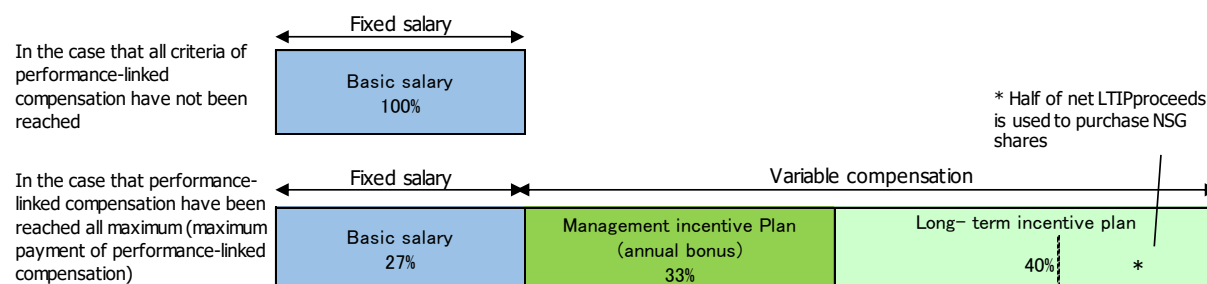 Fixed salary
In the case that all criteria of
performance-linked
compensation have not been
reached
Basic salary
100%
* Half of net LTIPproceeds
is used to purchase NSG
shares
In the case that performance-
linked compensation have been
reached all maximum (maximum
payment of performance-linked
compensation)
Fixed salary
Variable compensation
Basic salary
27%
Management incentive Plan
(annual bonus)
33%
Long- term incentive plan
40%
*